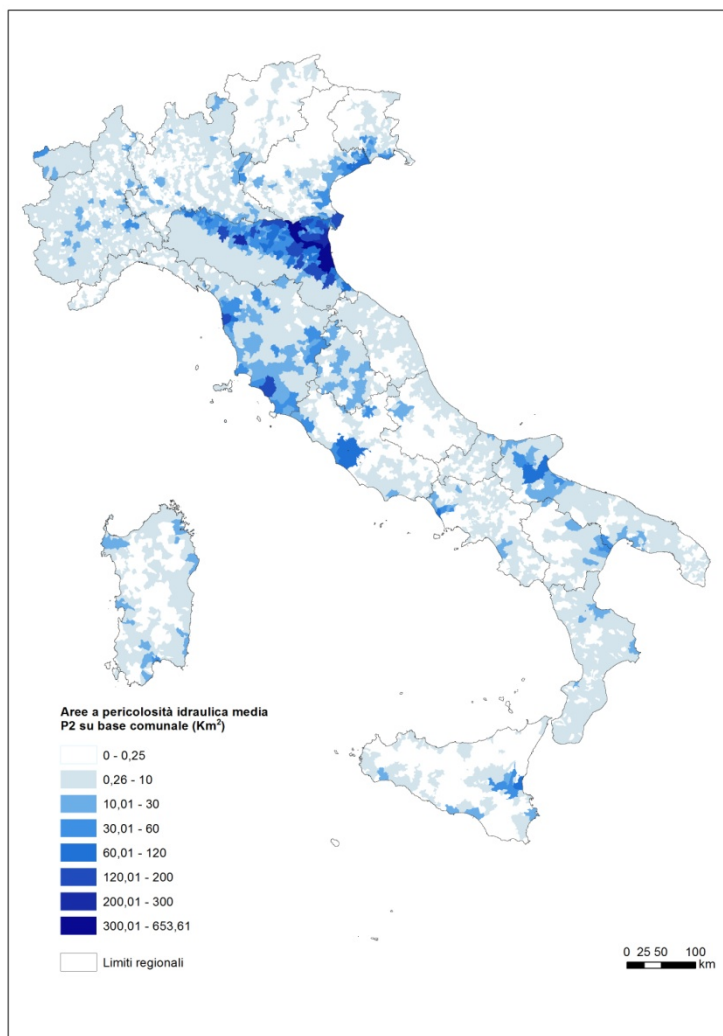 Aree a pericolosità idraulica media
P2 su base comunale (Km²)
0 - 0,25
0,26 - 10
10,01 - 30
30,01 - 60
60,01 - 120
120,01 - 200
200,01 - 300
300,01 - 653,61
Limiti regionali
0 25 50 100
km